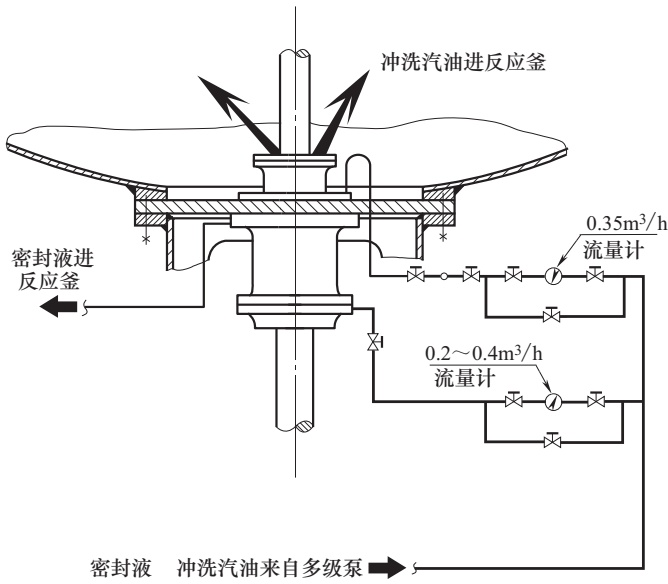 冲洗汽油进反应釜
0.35m³/h
流量计
密封液进
反应釜
0.2～0.4m³/h
流量计
密封液 冲洗汽油来自多级泵